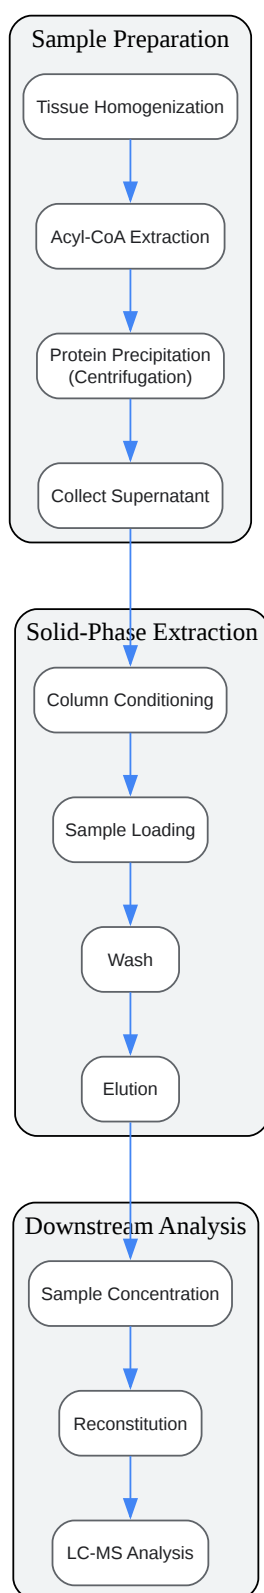 Sample Preparation
Tissue Homogenization
Acyl-CoA Extraction
Protein Precipitation
(Centrifugation)
Collect Supernatant
Solid-Phase Extraction
Column Conditioning
Sample Loading
Wash
Elution
Downstream Analysis
Sample Concentration
Reconstitution
LC-MS Analysis